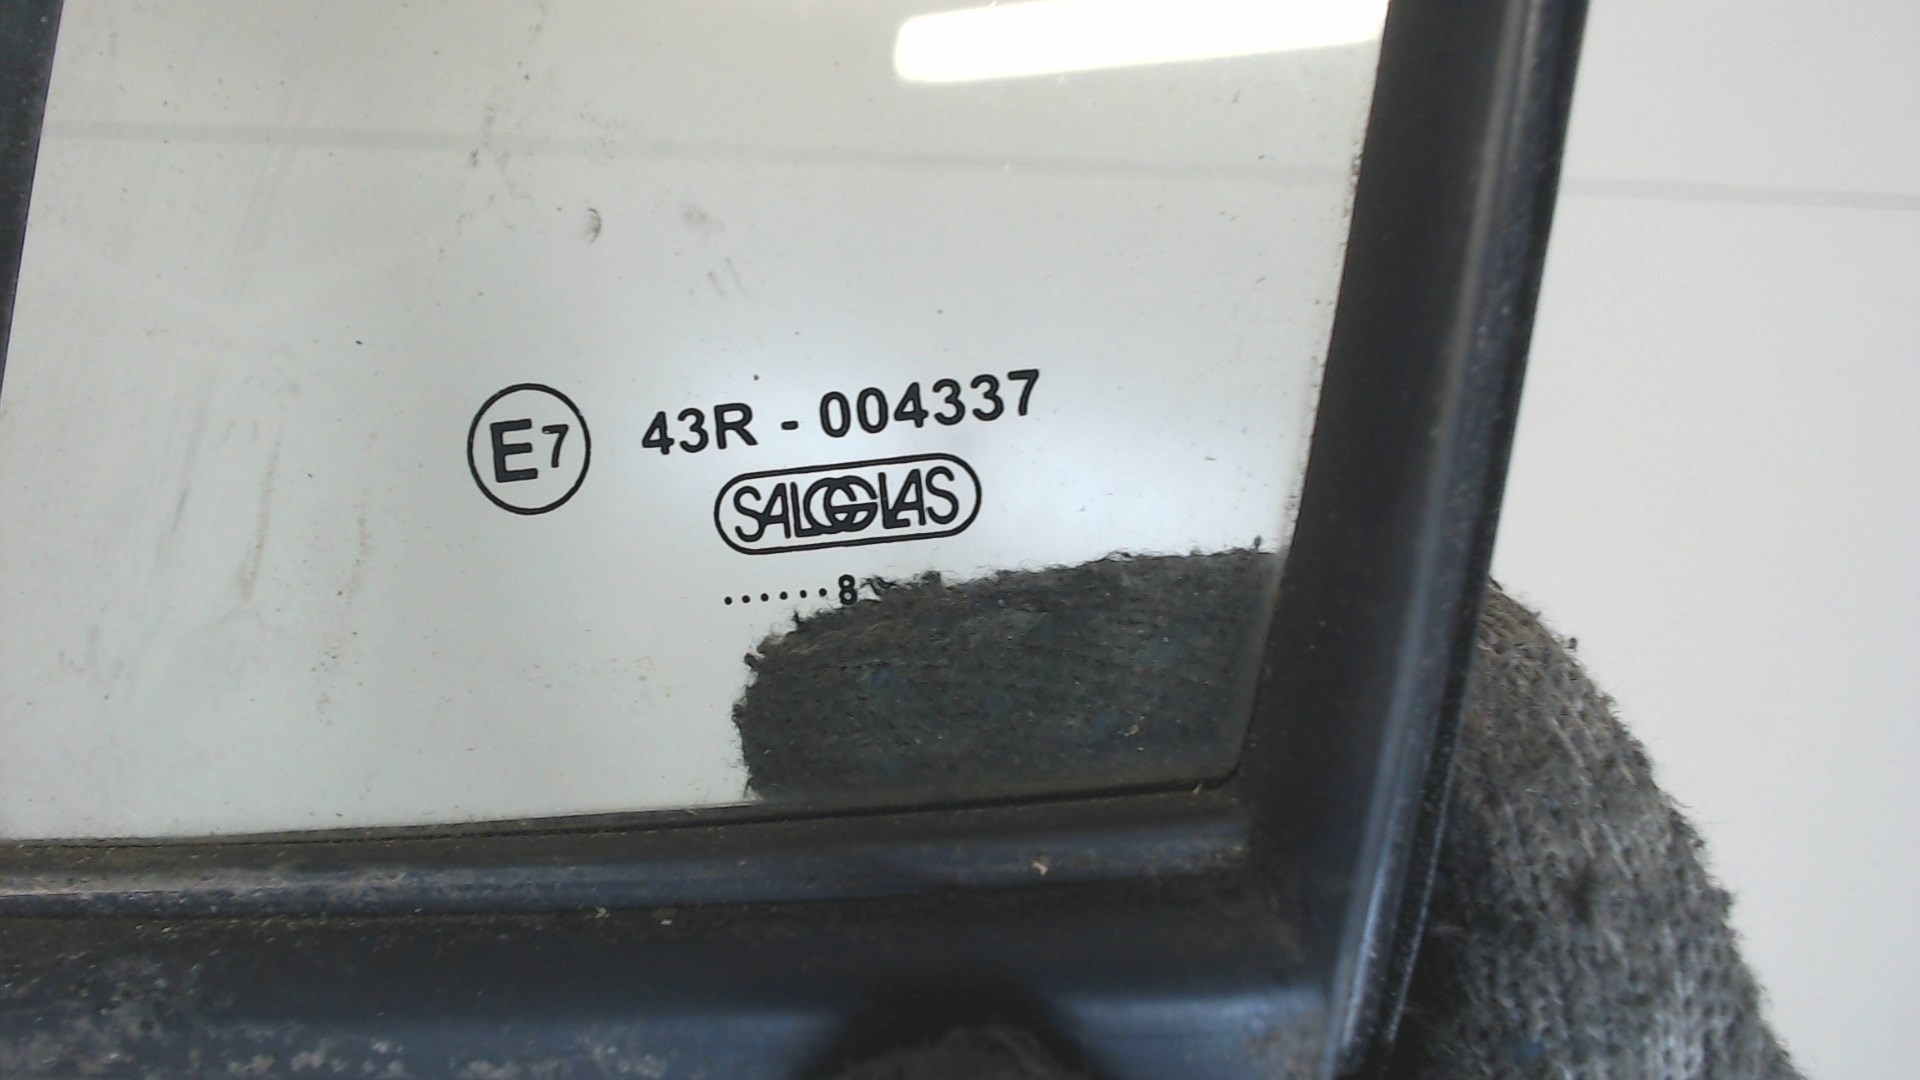 E7 43R - 004337
SALGGLAS
......8